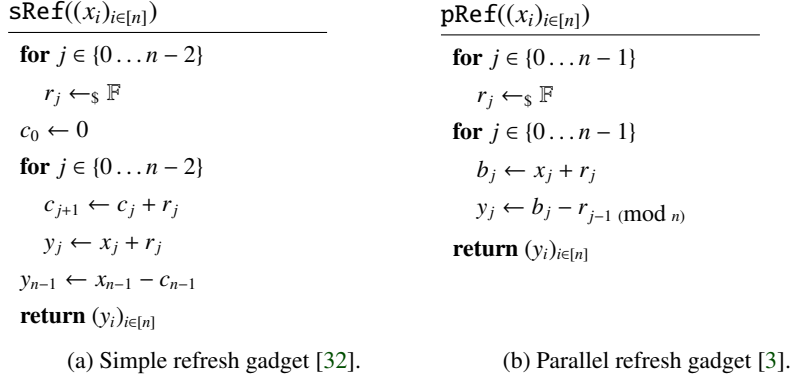 sRef((x_i)_{i∈[n]})
for j ∈ {0…n − 2}
r_j ←_$ 𝔽
c_0 ← 0
for j ∈ {0…n − 2}
c_{j+1} ← c_j + r_j
y_j ← x_j + r_j
y_{n−1} ← x_{n−1} − c_{n−1}
return (y_i)_{i∈[n]}
(a) Simple refresh gadget [32].
pRef((x_i)_{i∈[n]})
for j ∈ {0…n − 1}
r_j ←_$ 𝔽
for j ∈ {0…n − 1}
b_j ← x_j + r_j
y_j ← b_j − r_{j−1 (mod n)}
return (y_i)_{i∈[n]}
(b) Parallel refresh gadget [3].